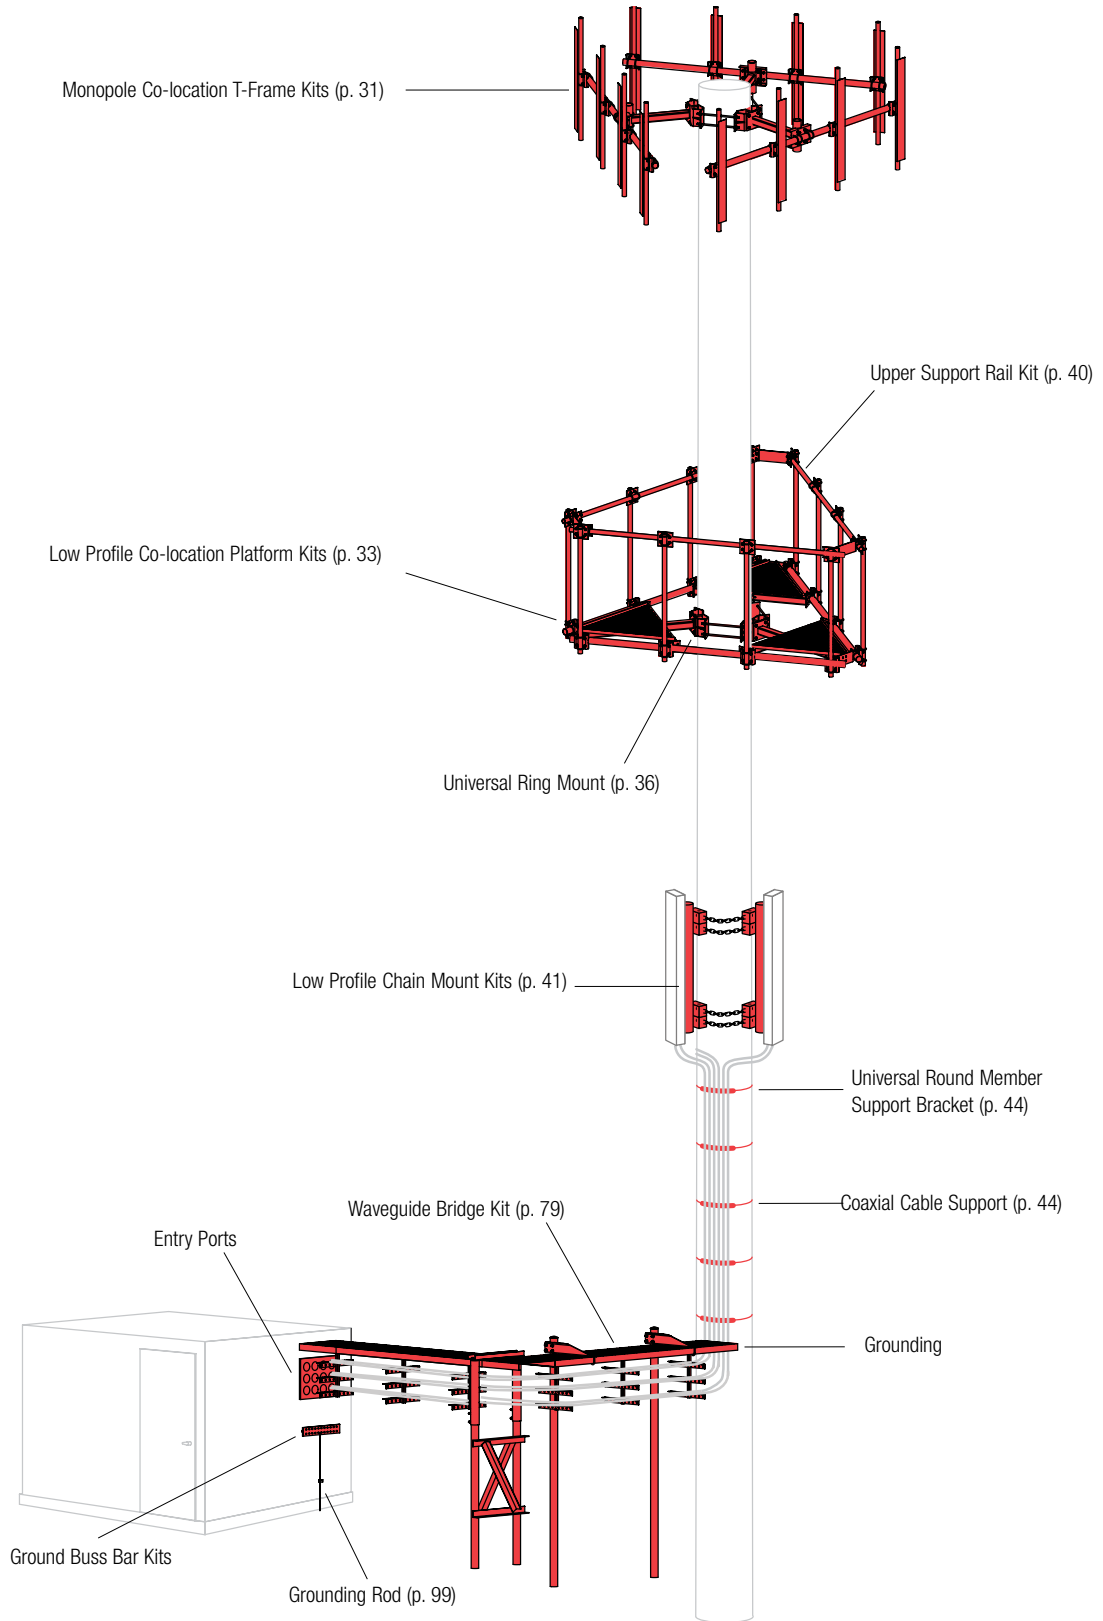 Monopole Co-location T-Frame Kits (p. 31)
Upper Support Rail Kit (p. 40)
Low Profile Co-location Platform Kits (p. 33)
Universal Ring Mount (p. 36)
Low Profile Chain Mount Kits (p. 41)
Universal Round Member
Support Bracket (p. 44)
Waveguide Bridge Kit (p. 79)
Coaxial Cable Support (p. 44)
Entry Ports
Grounding
Ground Buss Bar Kits
Grounding Rod (p. 99)